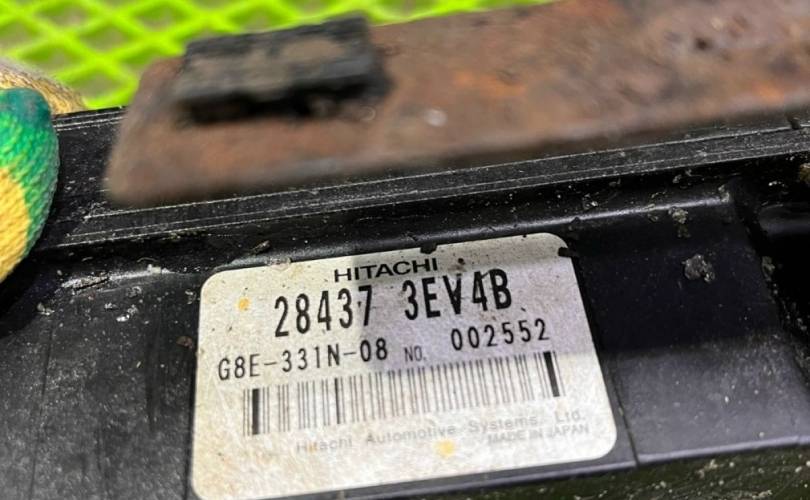 HITACHI
28437 3EV4B
G8E-331N-08 NO. 002552
Hitachi Automotive Systems, Ltd.
MADE IN JAPAN